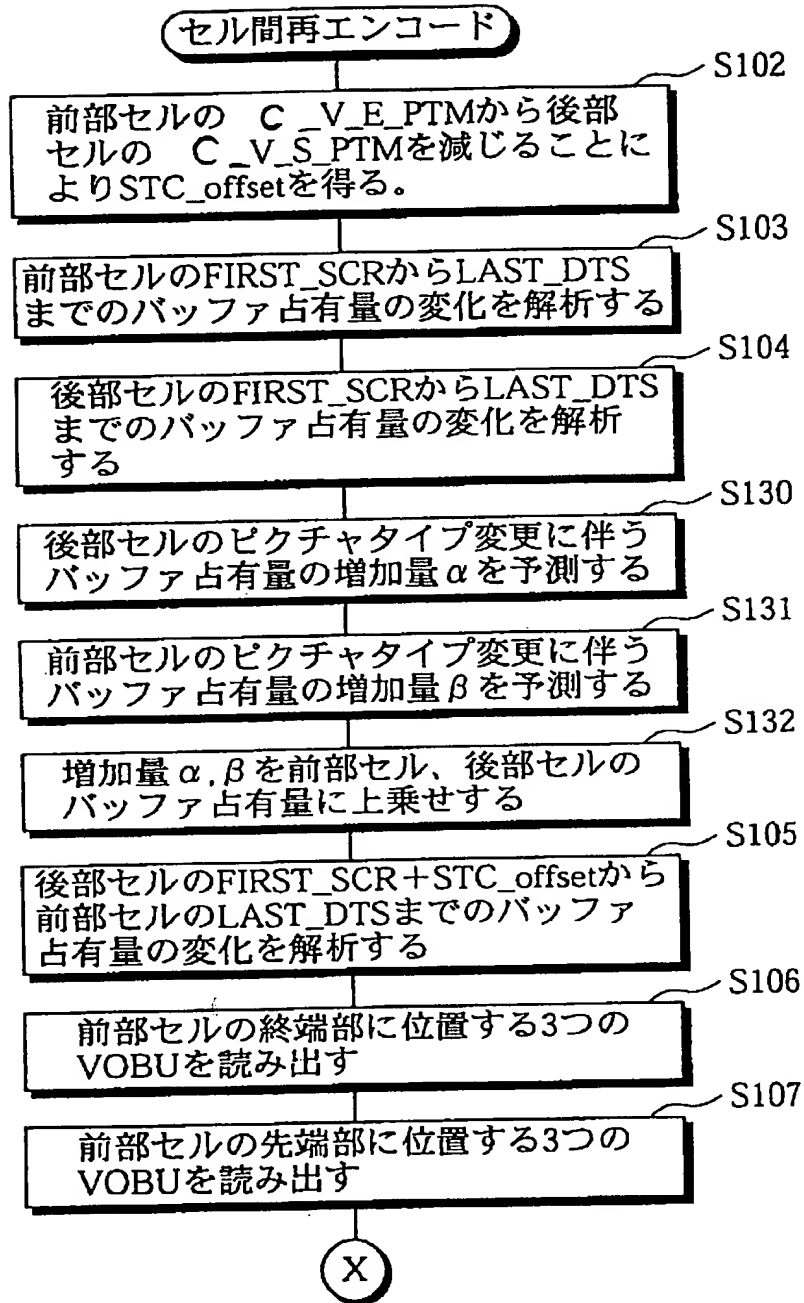 セル間再エンコード
S102
前部セルの C_V_E_PTMから後部
セルの C_V_S_PTMを減じることに
よりSTC_offsetを得る。
S103
前部セルのFIRST_SCRからLAST_DTS
までのバッファ占有量の変化を解析する
S104
後部セルのFIRST_SCRからLAST_DTS
までのバッファ占有量の変化を解析
する
S130
後部セルのピクチャタイプ変更に伴う
バッファ占有量の増加量αを予測する
S131
前部セルのピクチャタイプ変更に伴う
バッファ占有量の増加量βを予測する
S132
増加量α,βを前部セル、後部セルの
バッファ占有量に上乗せする
S105
後部セルのFIRST_SCR+STC_offsetから
前部セルのLAST_DTSまでのバッファ
占有量の変化を解析する
S106
前部セルの終端部に位置する3つの
VOBUを読み出す
S107
前部セルの先端部に位置する3つの
VOBUを読み出す
X